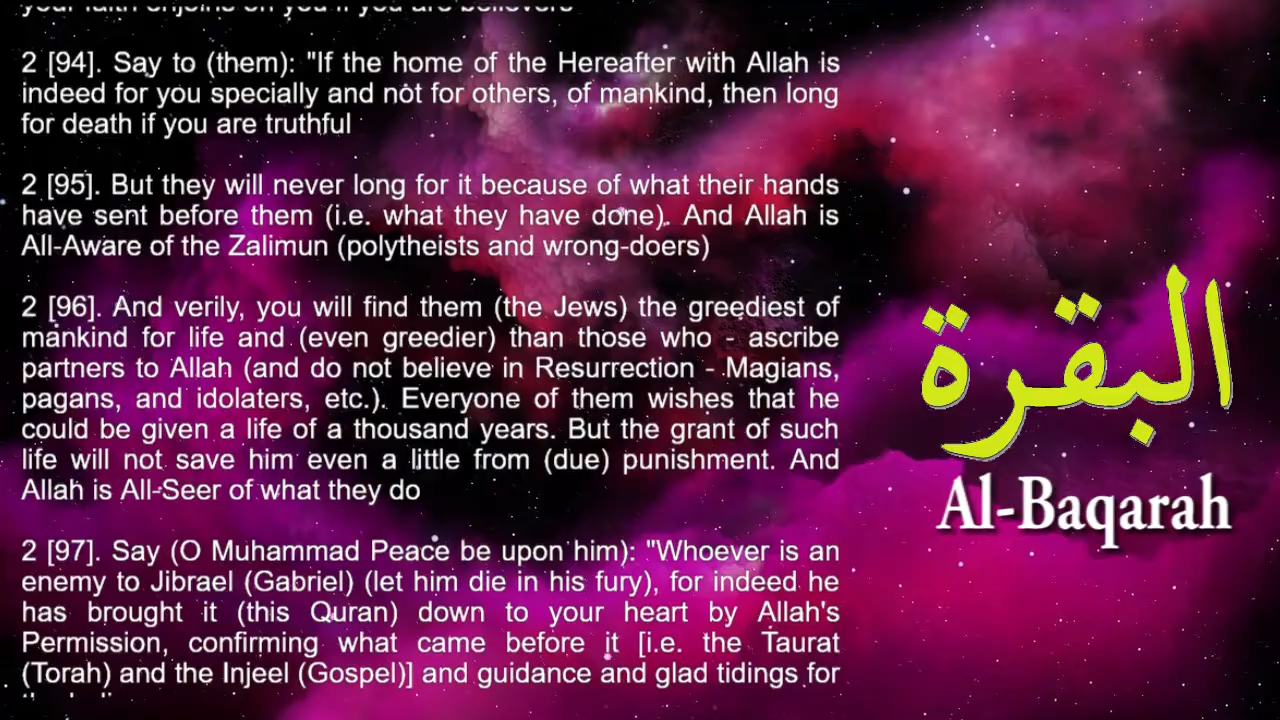 your faith enjoins on you if you are believers
2 [94]. Say to (them): "If the home of the Hereafter with Allah is
indeed for you specially and not for others, of mankind, then long
for death if you are truthful
2 [95]. But they will never long for it because of what their hands
have sent before them (i.e. what they have done). And Allah is
All-Aware of the Zalimun (polytheists and wrong-doers)
2 [96]. And verily, you will find them (the Jews) the greediest of
mankind for life and (even greedier) than those who - ascribe
partners to Allah (and do not believe in Resurrection - Magians,
pagans, and idolaters, etc.). Everyone of them wishes that he
could be given a life of a thousand years. But the grant of such
life will not save him even a little from (due) punishment. And
Allah is All-Seer of what they do
2 [97]. Say (O Muhammad Peace be upon him): "Whoever is an
enemy to Jibrael (Gabriel) (let him die in his fury), for indeed he
has brought it (this Quran) down to your heart by Allah's
Permission, confirming what came before it [i.e. the Taurat
(Torah) and the Injeel (Gospel)] and guidance and glad tidings for
البقرة
Al-Baqarah